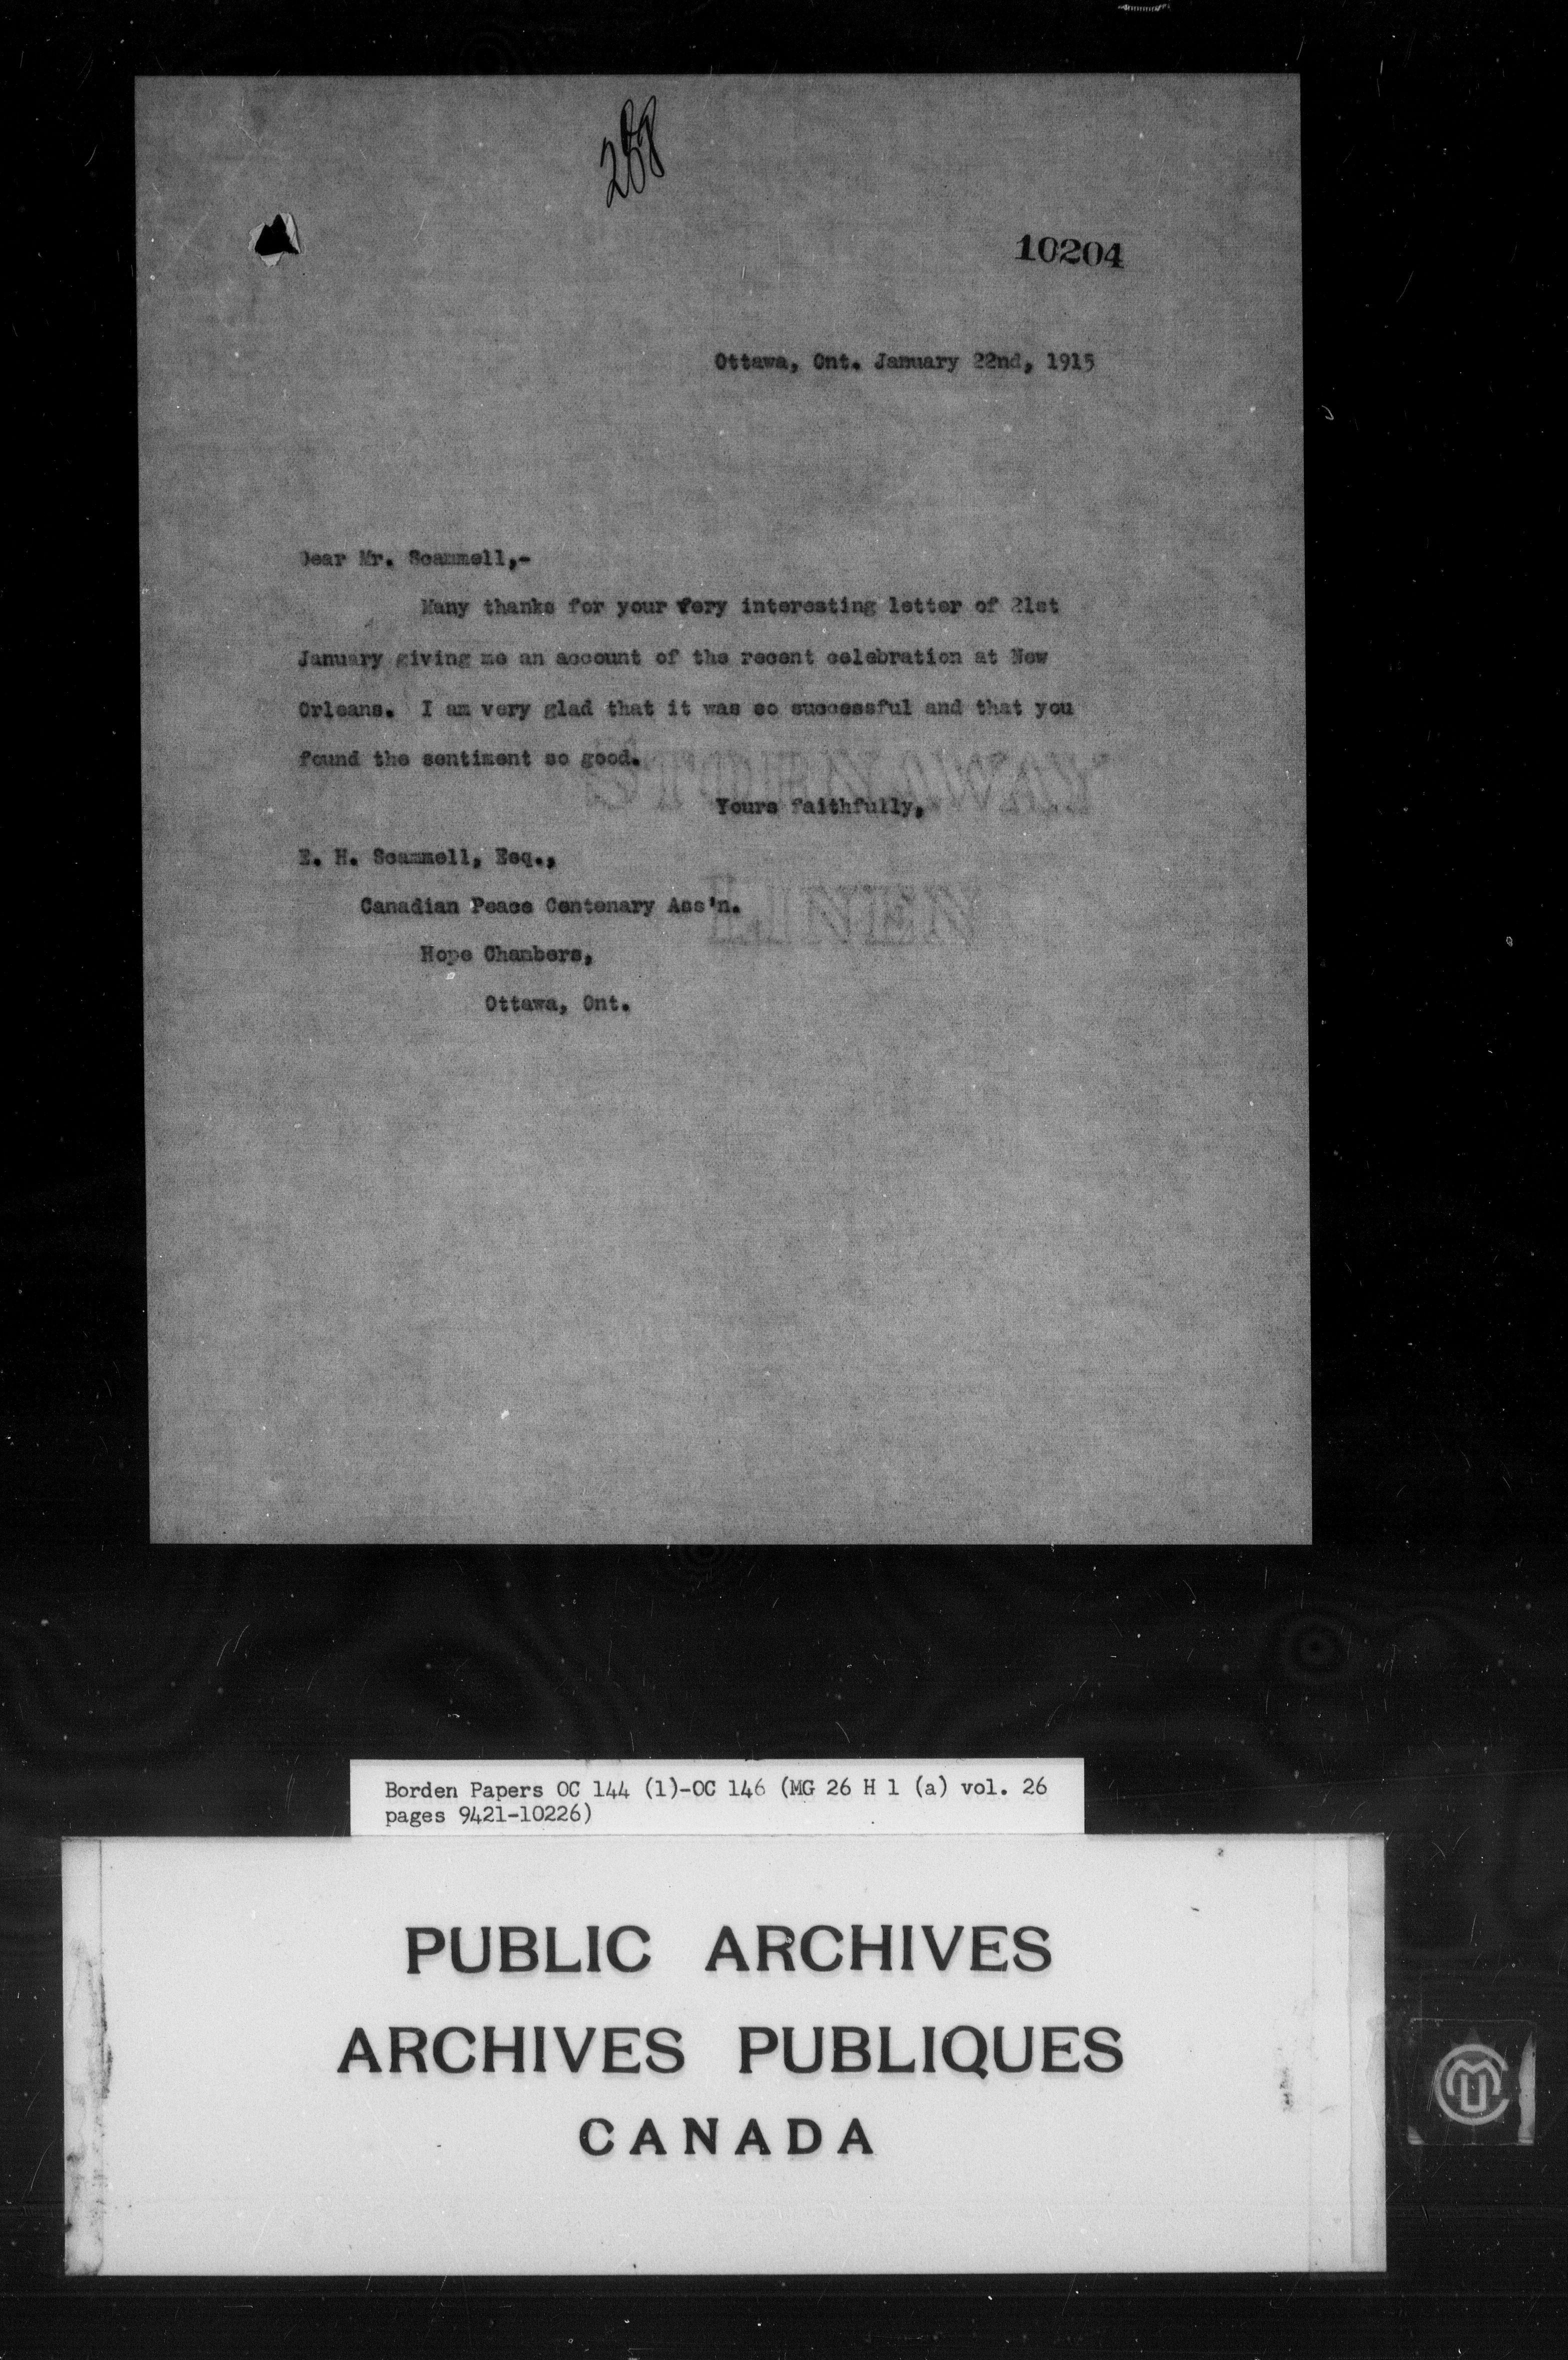 288
10204
Ottawa, Ont. January 22nd, 1915
Dear Mr. Scammell,-
Many thanks for your very interesting letter of 21st
January giving me an account of the recent celebration at New
Orleans. I am very glad that it was so successful and that you
found the sentiment so good.
STORNAWAY
Yours faithfully,
E. H. Scammell, Esq.,
LINEN
Canadian Peace Centenary Ass'n.
Hope Chambers,
Ottawa, Ont.
Borden Papers OC 144 (1)-OC 146 (MG 26 H 1 (a) vol. 26
pages 9421-10226)
PUBLIC ARCHIVES
ARCHIVES PUBLIQUES
CANADA